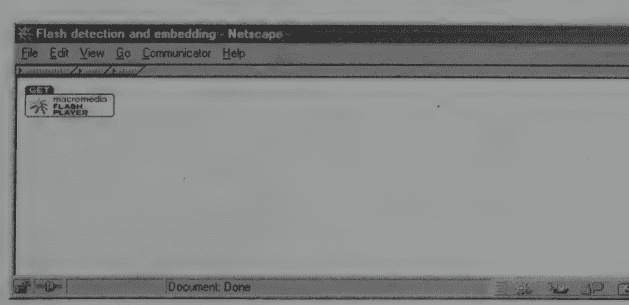 Flash detection and embedding - Netscape
File Edit View Go Communicator Help
GET
macromedia
FLASH
PLAYER
Document: Done